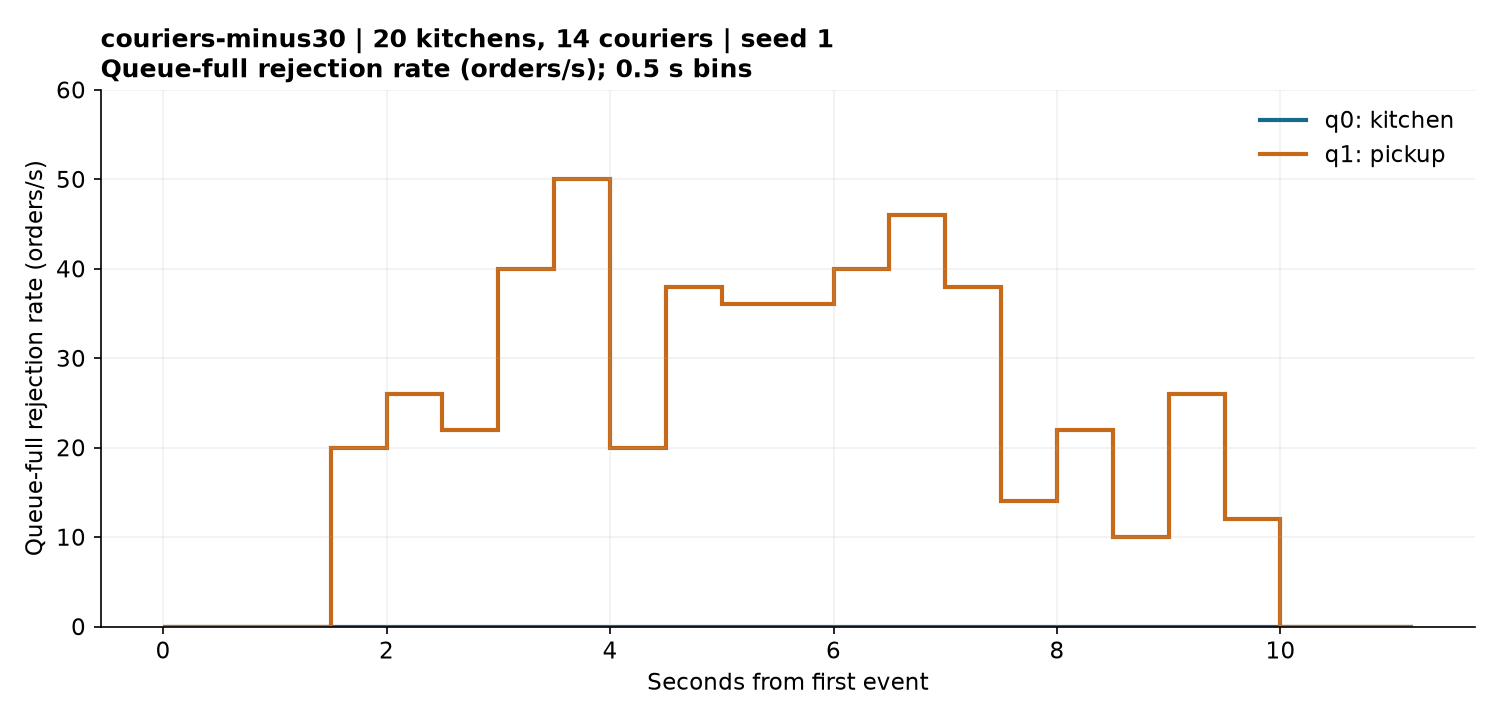 couriers-minus30 | 20 kitchens, 14 couriers | seed 1
Queue-full rejection rate (orders/s); 0.5 s bins
q0: kitchen
q1: pickup
Queue-full rejection rate (orders/s)
60
50
40
30
20
10
0
0 2 4 6 8 10
Seconds from first event